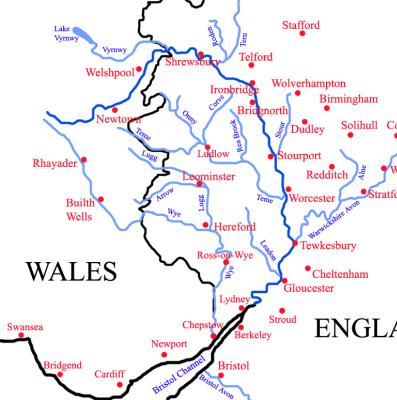 Stafford
Lake
Vyrnwy
Vyrnwy
Roden
Tern
Shrewsbury
Telford
Welshpool
Ironbridge
Wolverhampton
Newtown
Ouny
Corve
Bridgnorth
Birmingham
Teme
Rea Brook
Stour
Dudley
Solihull
Co
Lugg
Ludlow
Stourport
Rhayader
Leominster
Redditch
Alne
W
Builth
Wells
Arrow
Lugg
Teme
Worcester
Stratfo
Wye
Hereford
Warwickshire Avon
Leadon
Tewkesbury
WALES
Ross-on-Wye
Wye
Cheltenham
Gloucester
Lydney
Stroud
Swansea
Chepstow
Berkeley
ENGLA
Newport
Bridgend
Cardiff
Bristol Channel
Bristol
Bristol Avon